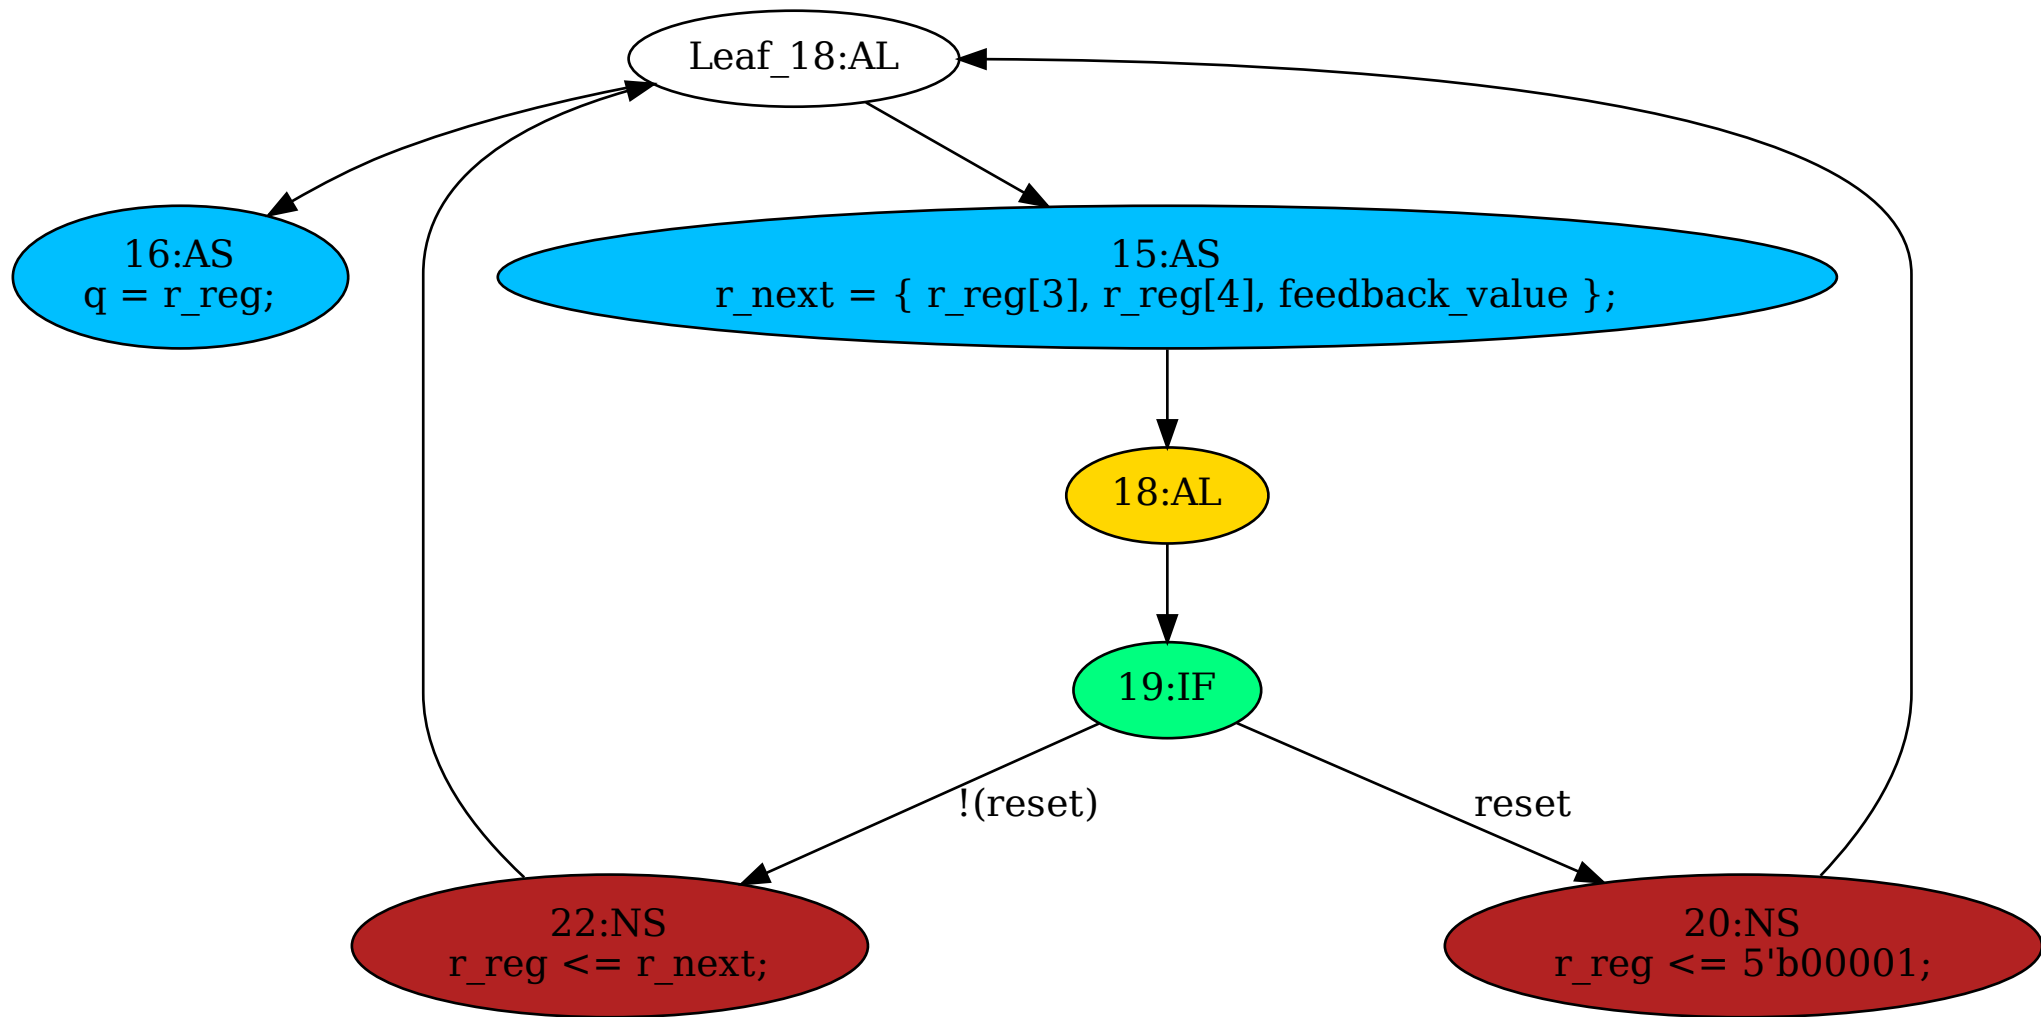 Leaf_18:AL
16:AS
q = r_reg;
15:AS
r_next = { r_reg[3], r_reg[4], feedback_value };
18:AL
19:IF
!(reset)
reset
22:NS
r_reg <= r_next;
20:NS
r_reg <= 5'b00001;